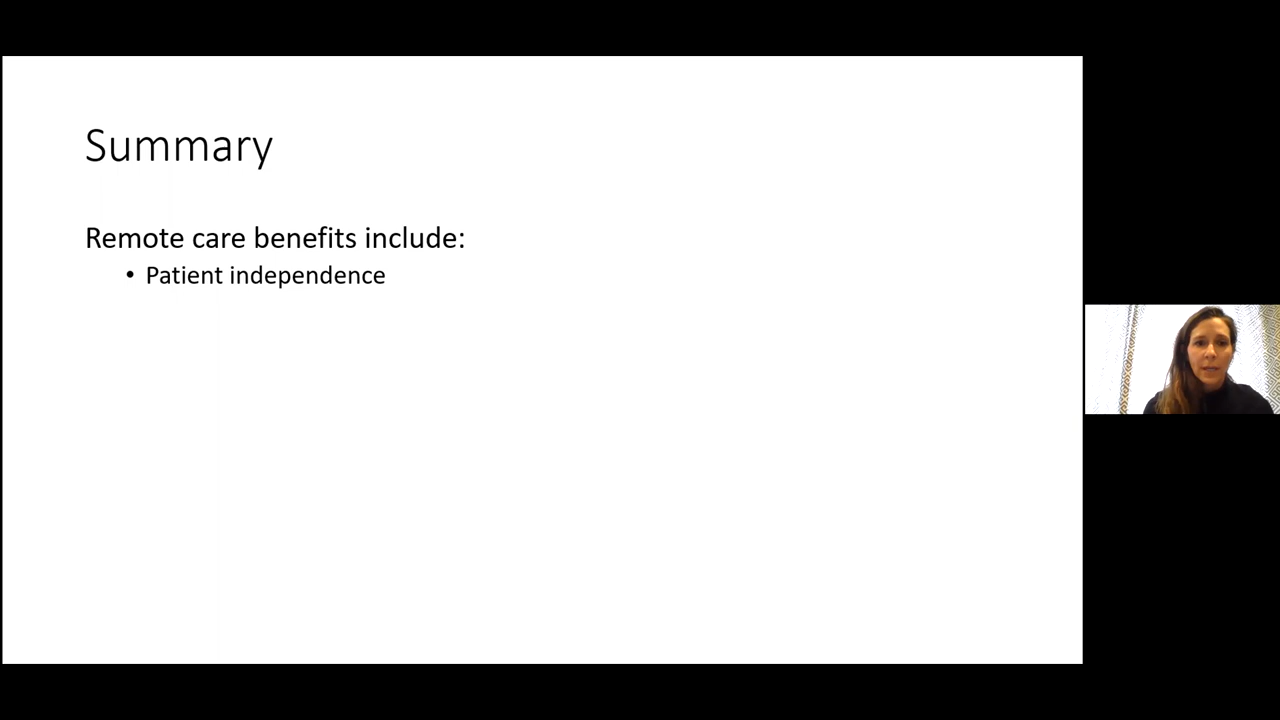 Summary
Remote care benefits include:
• Patient independence